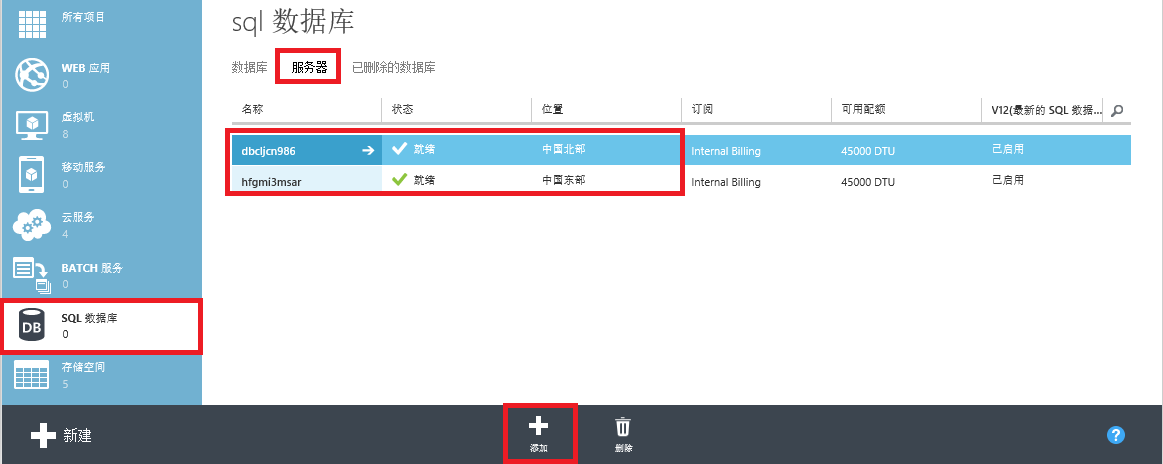 所有项目
WEB 应用
0
虚拟机
8
移动服务
0
云服务
4
BATCH 服务
0
DB
SQL 数据库
0
存储空间
5
sql 数据库
数据库 服务器 已删除的数据库
名称 状态 位置 订阅 可用配额 V12(最新的 SQL 数据...
dbcljcn986 就绪 中国北部 Internal Billing 45000 DTU 已启用
hfgmi3msar 就绪 中国东部 Internal Billing 45000 DTU 已启用
新建 添加 删除 ?